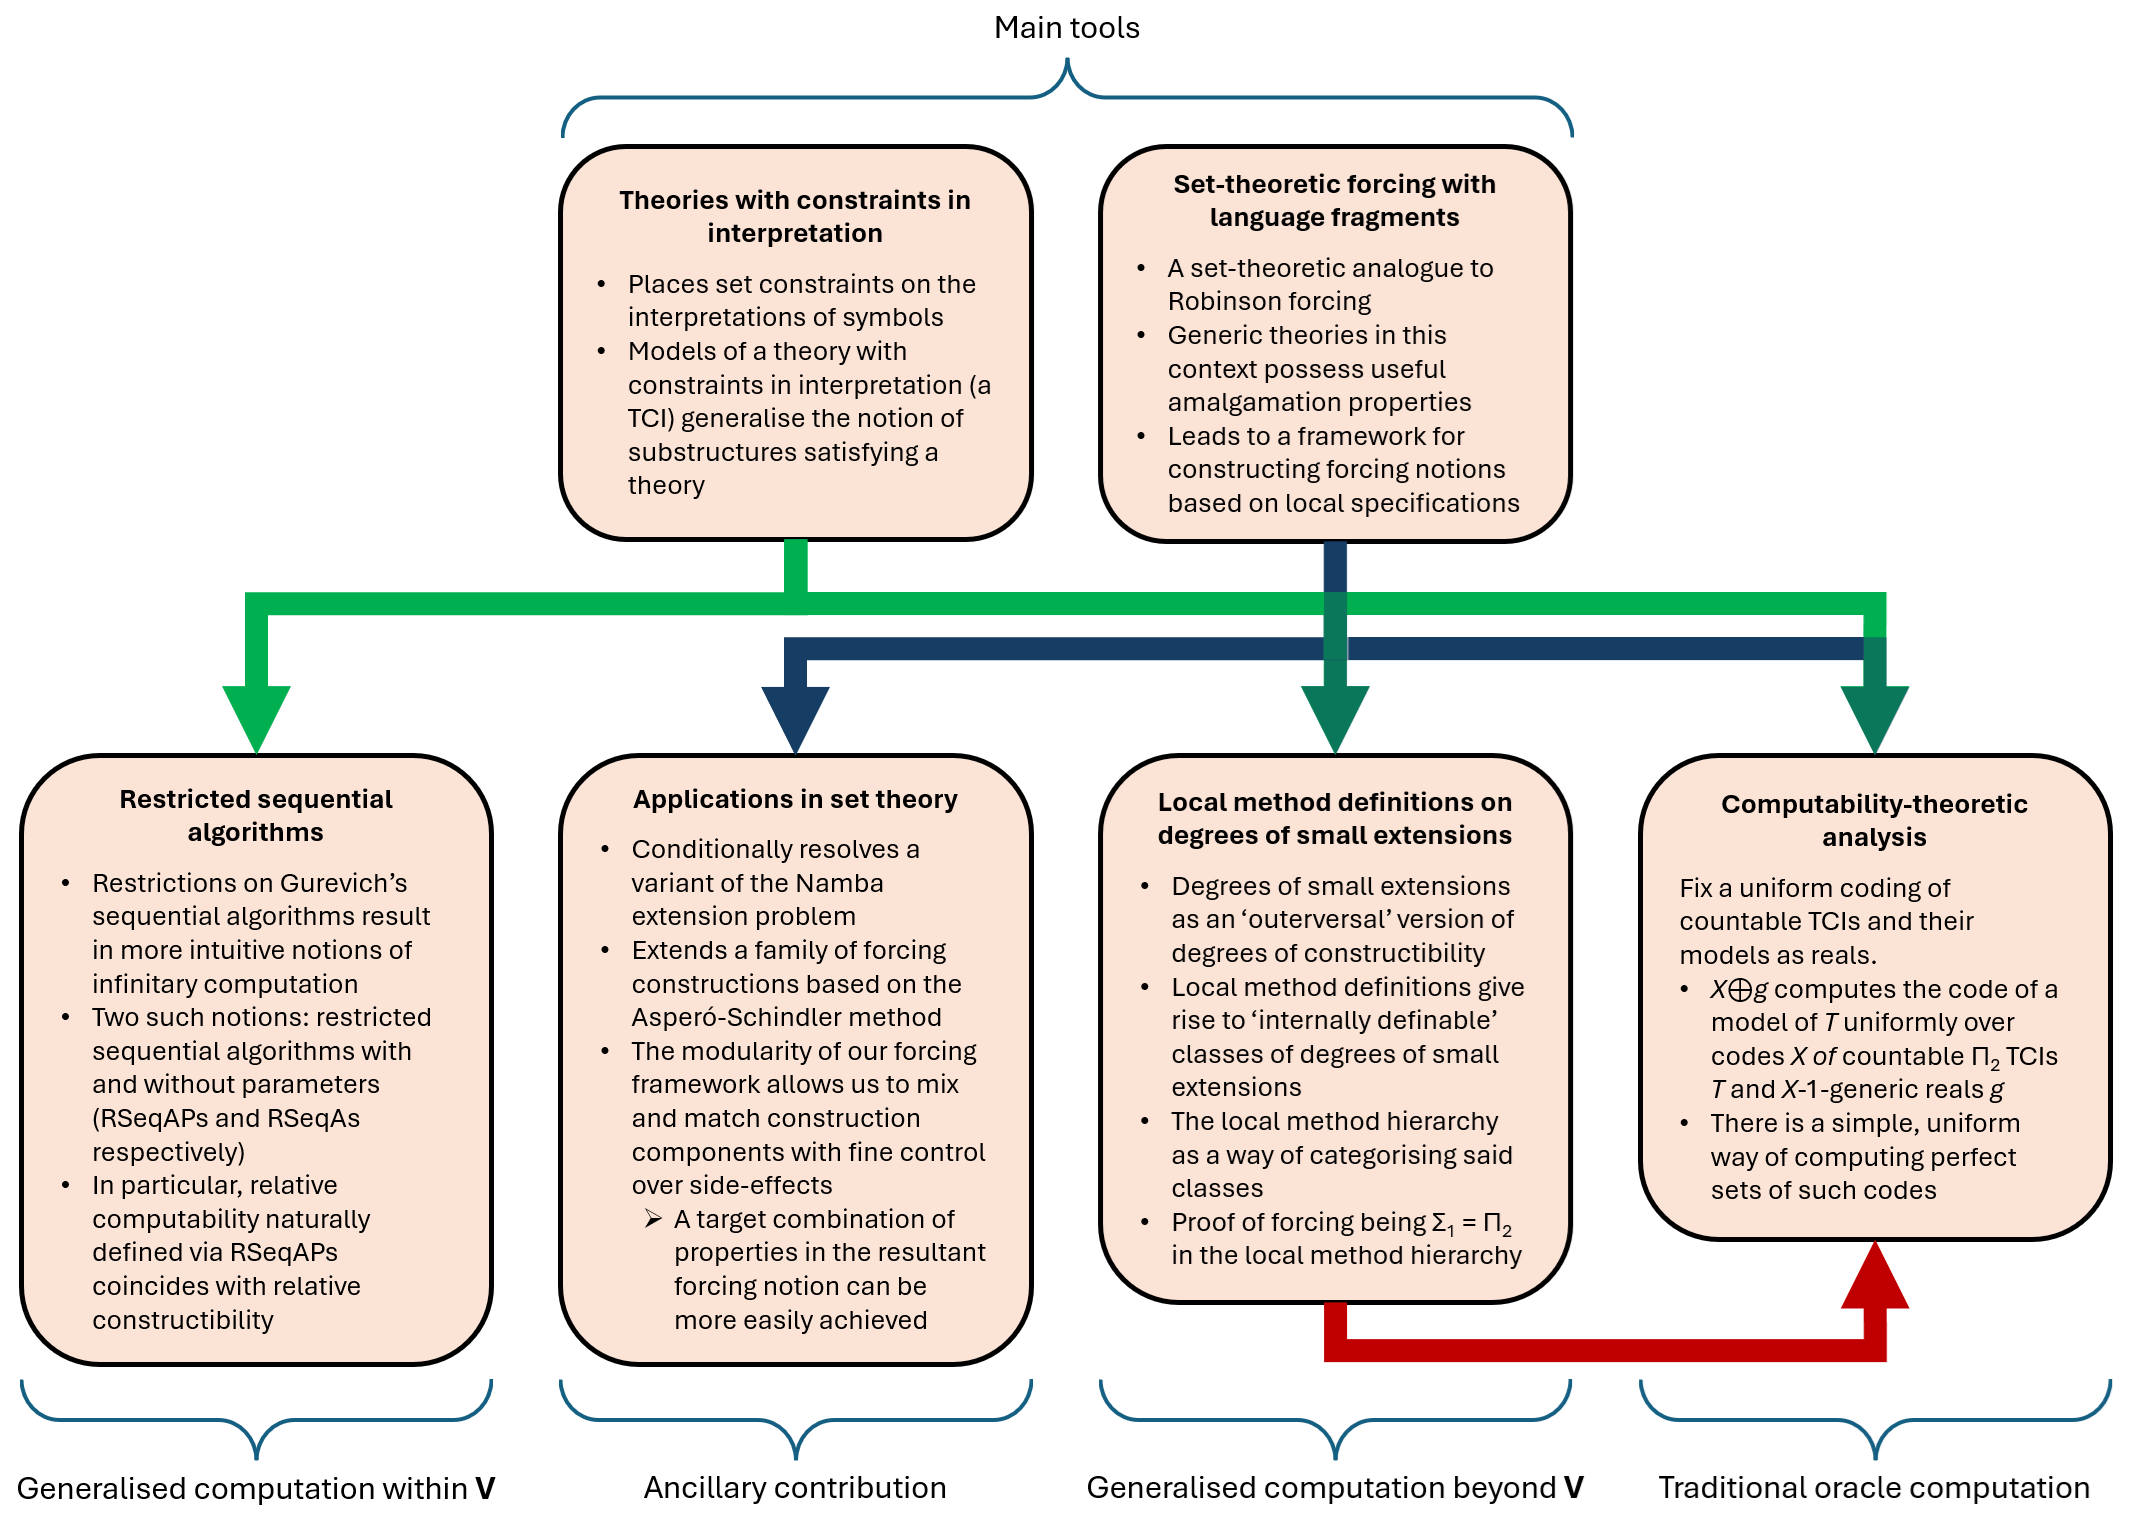 Main tools
Theories with constraints in
interpretation
• Places set constraints on the
interpretations of symbols
• Models of a theory with
constraints in interpretation (a
TCI) generalise the notion of
substructures satisfying a
theory
Set-theoretic forcing with
language fragments
• A set-theoretic analogue to
Robinson forcing
• Generic theories in this
context possess useful
amalgamation properties
• Leads to a framework for
constructing forcing notions
based on local specifications
Restricted sequential
algorithms
• Restrictions on Gurevich’s
sequential algorithms result
in more intuitive notions of
infinitary computation
• Two such notions: restricted
sequential algorithms with
and without parameters
(RSeqAPs and RSeqAs
respectively)
• In particular, relative
computability naturally
defined via RSeqAPs
coincides with relative
constructibility
Applications in set theory
• Conditionally resolves a
variant of the Namba
extension problem
• Extends a family of forcing
constructions based on the
Asperó-Schindler method
• The modularity of our forcing
framework allows us to mix
and match construction
components with fine control
over side-effects
➢ A target combination of
properties in the resultant
forcing notion can be
more easily achieved
Local method definitions on
degrees of small extensions
• Degrees of small extensions
as an ‘outerversal’ version of
degrees of constructibility
• Local method definitions give
rise to ‘internally definable’
classes of degrees of small
extensions
• The local method hierarchy
as a way of categorising said
classes
• Proof of forcing being Σ₁ = Π₂
in the local method hierarchy
Computability-theoretic
analysis
Fix a uniform coding of
countable TCIs and their
models as reals.
• X⨁g computes the code of a
model of T uniformly over
codes X of countable Π₂ TCIs
T and X-1-generic reals g
• There is a simple, uniform
way of computing perfect
sets of such codes
Generalised computation within V
Ancillary contribution
Generalised computation beyond V
Traditional oracle computation